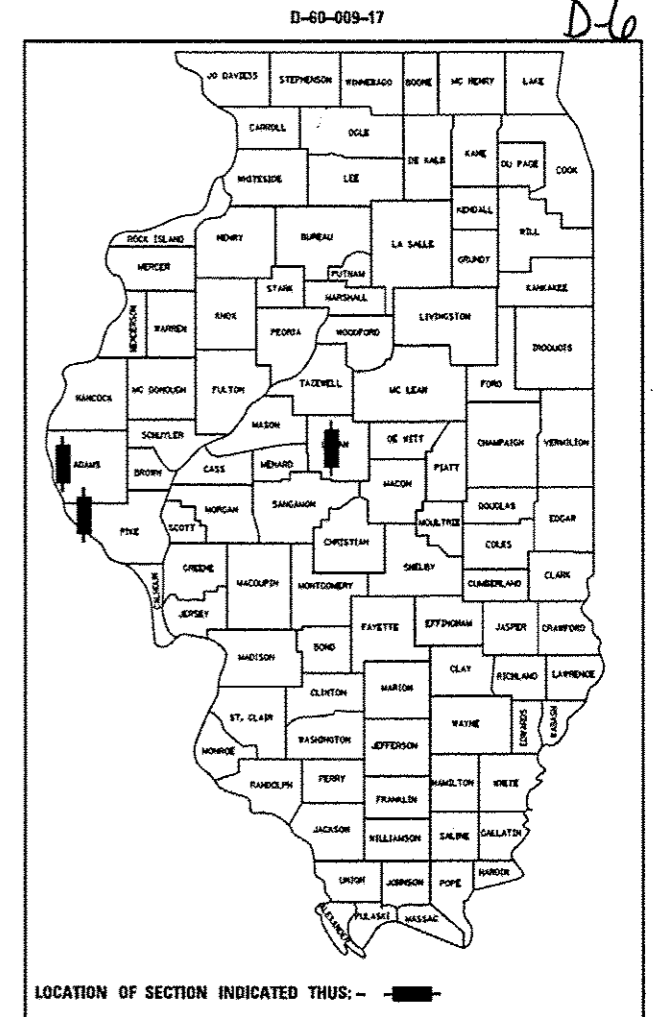 D-60-009-17
D-6
JO DAVIESS STEPHENSON WINNEBAGO BOONE MC HENRY LAKE
CARROLL OGLE
DE KALB KANE DU PAGE COOK
WHITESIDE LEE
KENDALL WILL
ROCK ISLAND HENRY BUREAU LA SALLE GRUNDY
MERCER PUTNAM
STARK MARSHALL KANKAKEE
HENDERSON WARREN KNOX PEORIA WOODFORD LIVINGSTON
IROQUOIS
HANCOCK MC DONOUGH FULTON TAZEWELL MC LEAN FORD
MASON
SCHUYLER DE WITT CHAMPAIGN VERMILION
ADAMS BROWN CASS MENARD PIATT
MACON
MORGAN SANGAMON DOUGLAS
PIKE SCOTT MOULTRIE EDGAR
CHRISTIAN COLES
GREENE MACOUPIN MONTGOMERY SHELBY CLARK
CALHOUN CUMBERLAND
JERSEY
FAYETTE EFFINGHAM JASPER CRAWFORD
MADISON BOND
CLAY RICHLAND LAWRENCE
CLINTON MARION
ST. CLAIR WAYNE EDWARDS WABASH
WASHINGTON JEFFERSON
MONROE
RANDOLPH PERRY HAMILTON WHITE
FRANKLIN
JACKSON WILLIAMSON SALINE GALLATIN
UNION JOHNSON POPE HARDIN
ALEXANDER PULASKI MASSAC
LOCATION OF SECTION INDICATED THUS: -